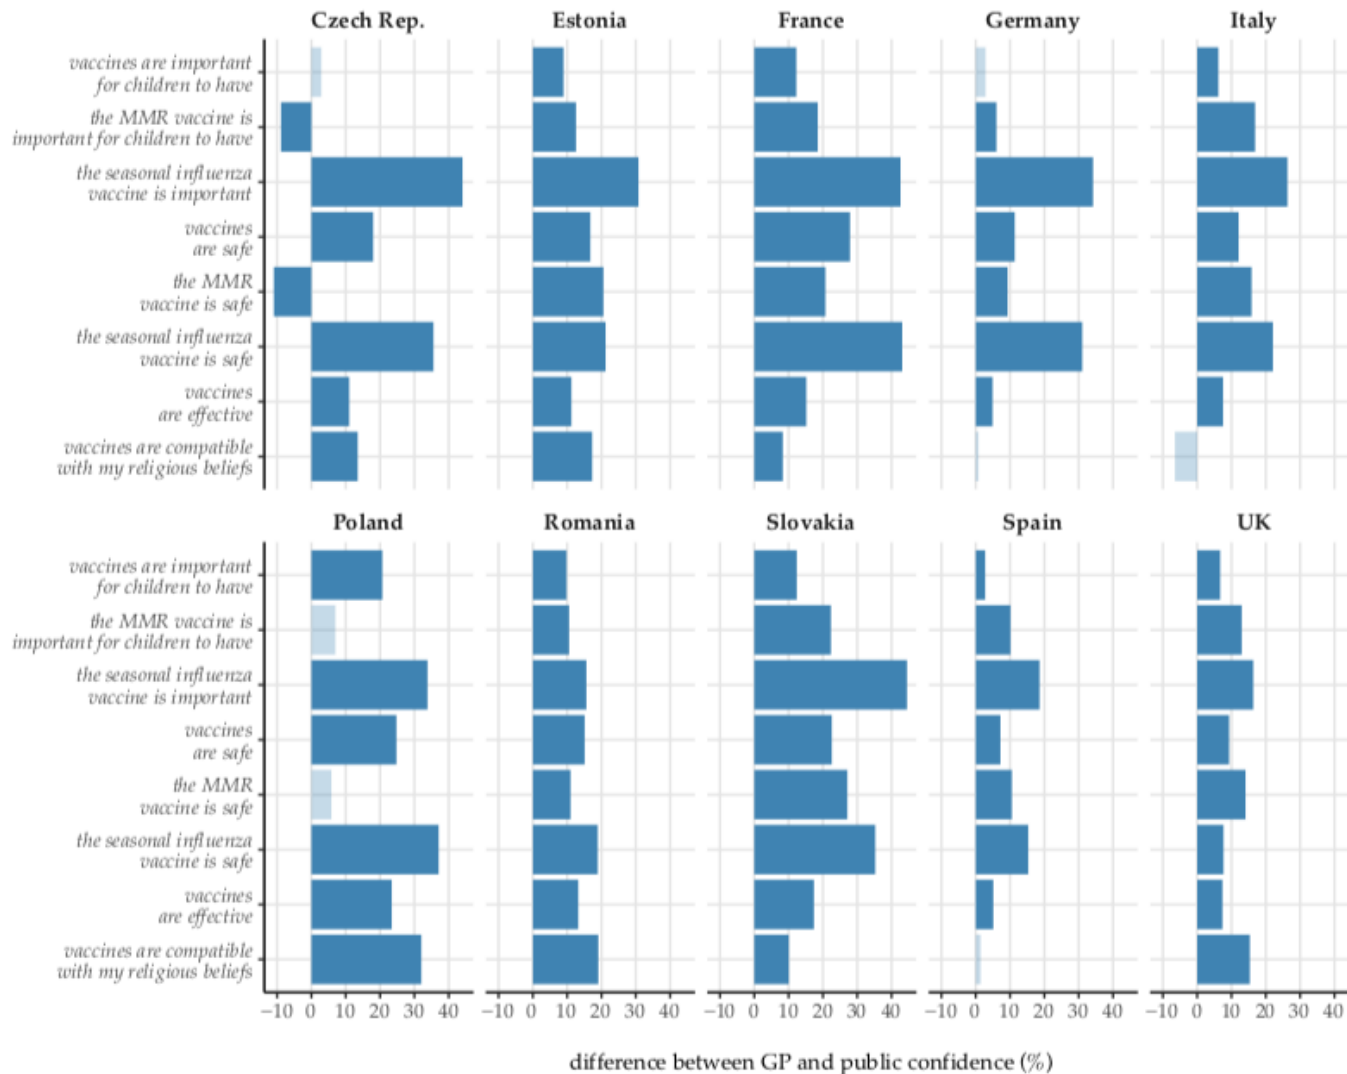 Czech Rep. Estonia France Germany Italy
vaccines are important
for children to have
the MMR vaccine is
important for children to have
the seasonal influenza
vaccine is important
vaccines
are safe
the MMR
vaccine is safe
the seasonal influenza
vaccine is safe
vaccines
are effective
vaccines are compatible
with my religious beliefs
Poland Romania Slovakia Spain UK
vaccines are important
for children to have
the MMR vaccine is
important for children to have
the seasonal influenza
vaccine is important
vaccines
are safe
the MMR
vaccine is safe
the seasonal influenza
vaccine is safe
vaccines
are effective
vaccines are compatible
with my religious beliefs
−10 0 10 20 30 40 −10 0 10 20 30 40 −10 0 10 20 30 40 −10 0 10 20 30 40 −10 0 10 20 30 40
difference between GP and public confidence (%)